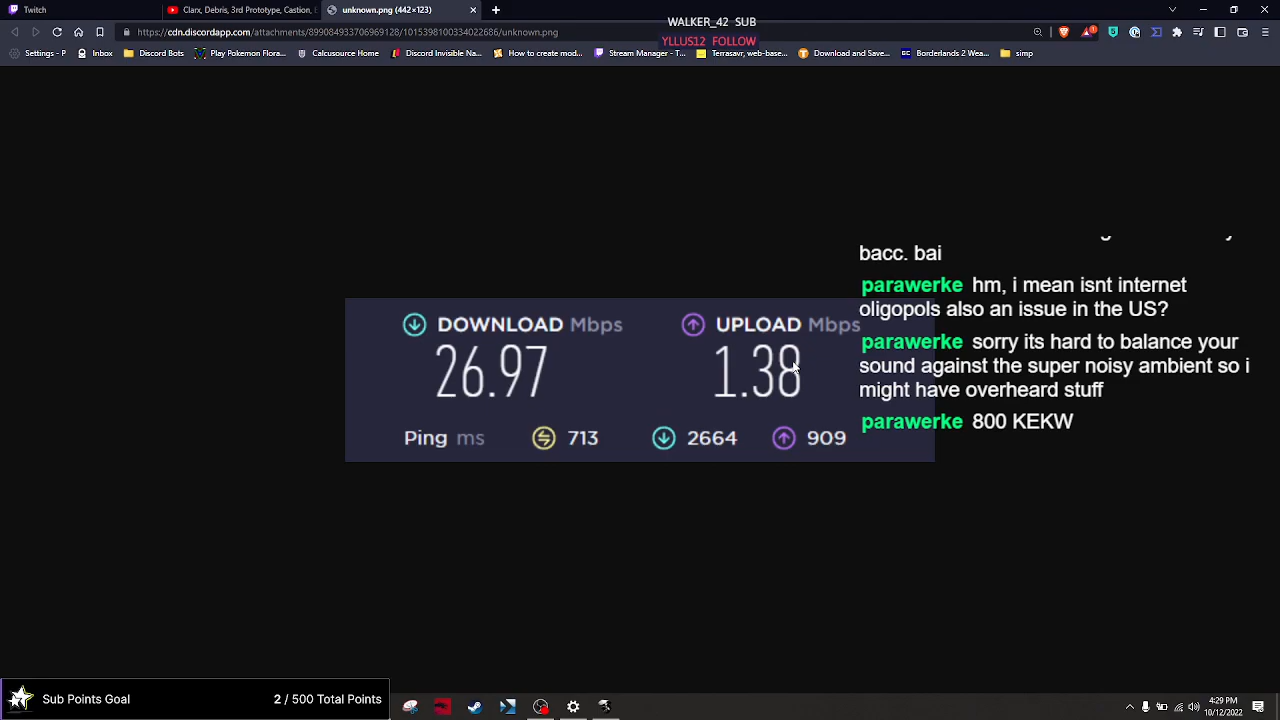 Twitch
Clarx, Debris, 3rd Prototype, Castion, E
unknown.png (442×123)
WALKER_42 SUB
YLLUS12 FOLLOW
https://cdn.discordapp.com/attachments/899084933706969128/1015398100334022686/unknown.png
Settings - P
Inbox
Discord Bots
Play Pokemon Flora...
Calcusource Home
Discord Invisible Na...
How to create mod...
Stream Manager - T...
Terrasavr, web-base...
Download and Save...
Borderlands 2 Wea...
simp
bacc. bai
parawerke hm, i mean isnt internet
oligopols also an issue in the US?
parawerke sorry its hard to balance your
sound against the super noisy ambient so i
might have overheard stuff
parawerke 800 KEKW
DOWNLOAD Mbps
UPLOAD Mbps
26.97
1.38
Ping ms
713
2664
909
Sub Points Goal
2 / 500 Total Points
4:29 PM
10/12/2022